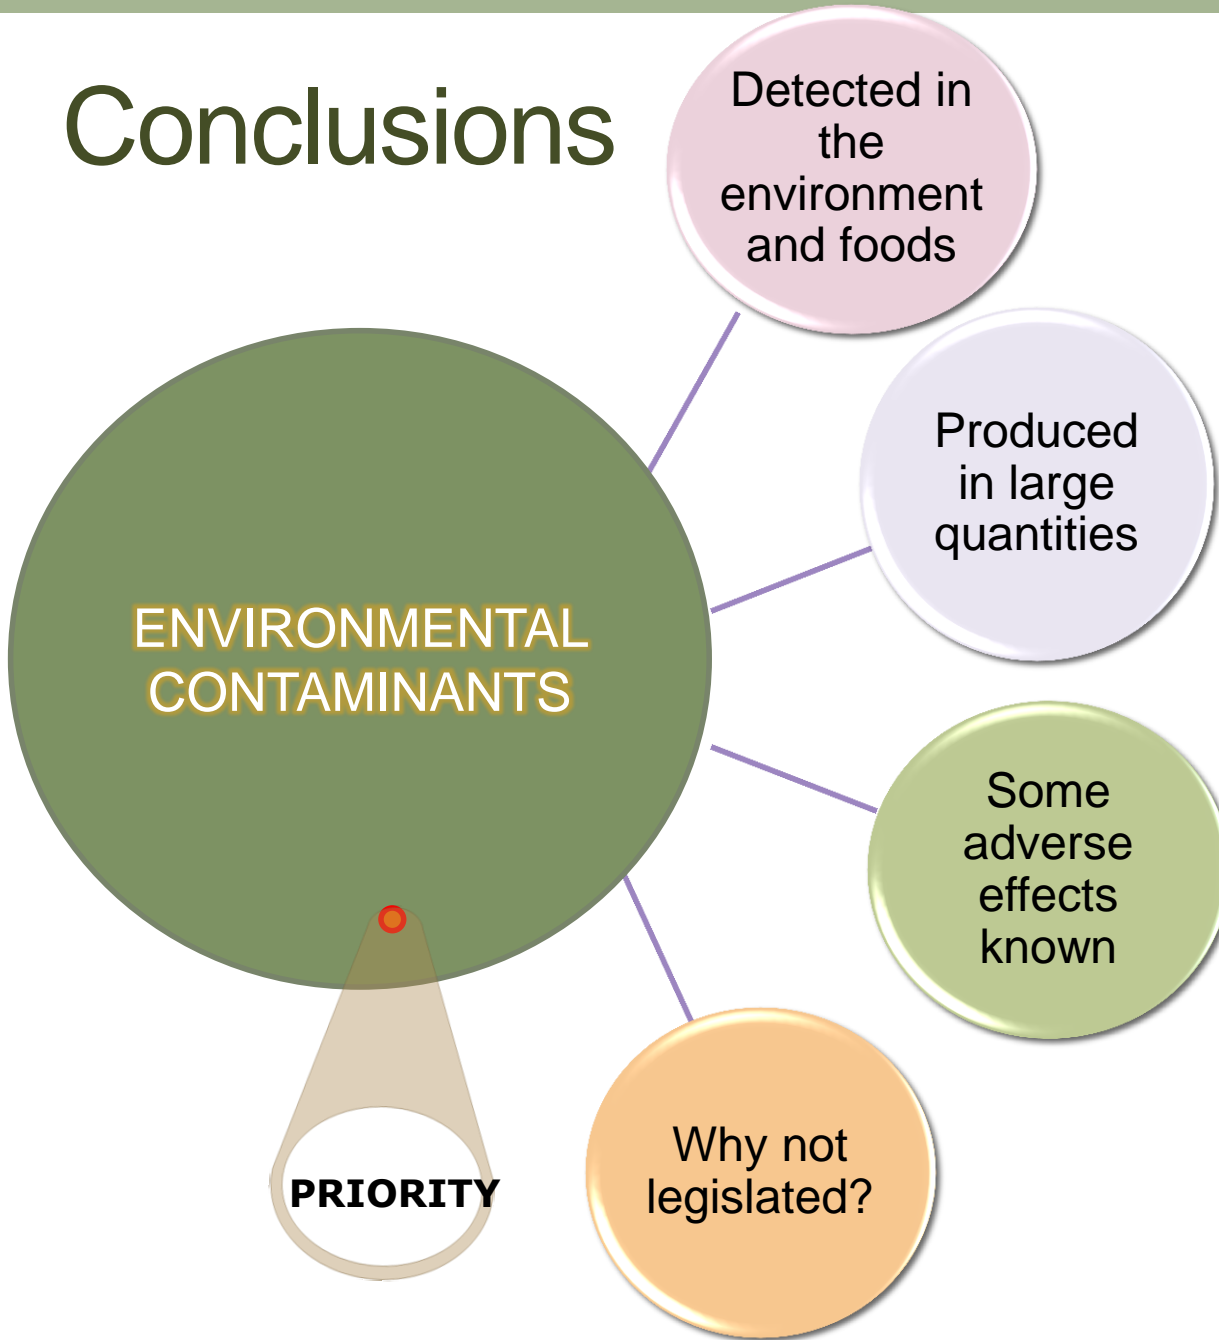 Conclusions
Detected in
the
environment
and foods
Produced
in large
quantities
ENVIRONMENTAL
CONTAMINANTS
Some
adverse
effects
known
Why not
legislated?
PRIORITY